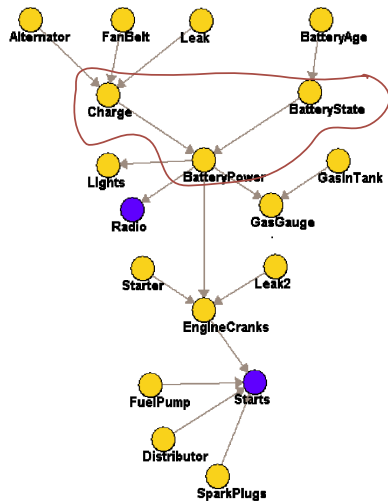 Alternator FanBelt Leak BatteryAge
Charge BatteryState
Lights BatteryPower GasInTank
Radio GasGauge
Starter Leak2
EngineCranks
FuelPump Starts
Distributor
SparkPlugs